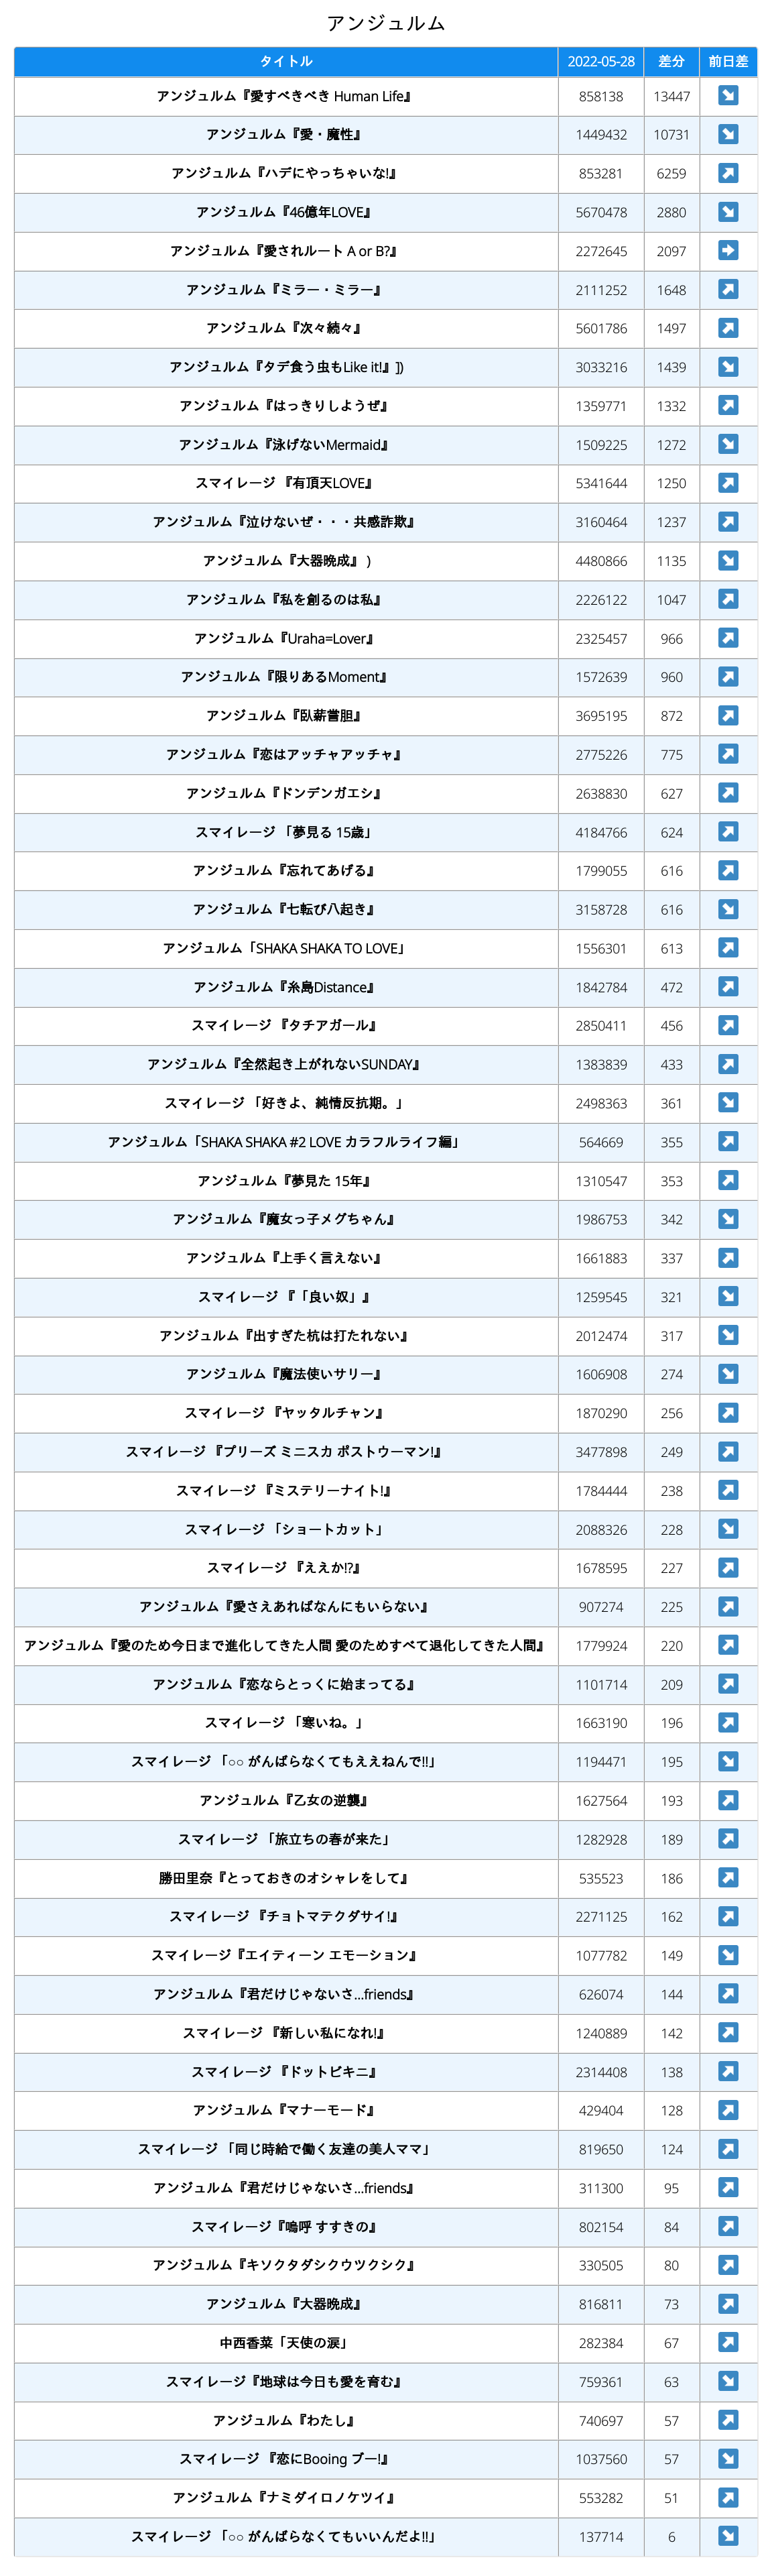 アンジュルム
タイトル 2022-05-28 差分 前日差
アンジュルム『愛すべきべき Human Life』 858138 13447 ↘
アンジュルム『愛・魔性』 1449432 10731 ↘
アンジュルム『ハデにやっちゃいな!』 853281 6259 ↗
アンジュルム『46億年LOVE』 5670478 2880 ↘
アンジュルム『愛されルート A or B?』 2272645 2097 ➡
アンジュルム『ミラー・ミラー』 2111252 1648 ↗
アンジュルム『次々続々』 5601786 1497 ↗
アンジュルム『タデ食う虫もLike it!』]) 3033216 1439 ↘
アンジュルム『はっきりしようぜ』 1359771 1332 ↗
アンジュルム『泳げないMermaid』 1509225 1272 ↘
スマイレージ 『有頂天LOVE』 5341644 1250 ↗
アンジュルム『泣けないぜ・・・共感詐欺』 3160464 1237 ↗
アンジュルム『大器晩成』 ) 4480866 1135 ↘
アンジュルム『私を創るのは私』 2226122 1047 ↗
アンジュルム『Uraha=Lover』 2325457 966 ↗
アンジュルム『限りあるMoment』 1572639 960 ↗
アンジュルム『臥薪嘗胆』 3695195 872 ↗
アンジュルム『恋はアッチャアッチャ』 2775226 775 ↗
アンジュルム『ドンデンガエシ』 2638830 627 ↗
スマイレージ 「夢見る 15歳」 4184766 624 ↗
アンジュルム『忘れてあげる』 1799055 616 ↗
アンジュルム『七転び八起き』 3158728 616 ↘
アンジュルム「SHAKA SHAKA TO LOVE」 1556301 613 ↗
アンジュルム『糸島Distance』 1842784 472 ↗
スマイレージ 『タチアガール』 2850411 456 ↗
アンジュルム『全然起き上がれないSUNDAY』 1383839 433 ↗
スマイレージ 「好きよ、純情反抗期。」 2498363 361 ↘
アンジュルム「SHAKA SHAKA #2 LOVE カラフルライフ編」 564669 355 ↗
アンジュルム『夢見た 15年』 1310547 353 ↗
アンジュルム『魔女っ子メグちゃん』 1986753 342 ↘
アンジュルム『上手く言えない』 1661883 337 ↗
スマイレージ 『「良い奴」』 1259545 321 ↘
アンジュルム『出すぎた杭は打たれない』 2012474 317 ↘
アンジュルム『魔法使いサリー』 1606908 274 ↘
スマイレージ 『ヤッタルチャン』 1870290 256 ↗
スマイレージ 『プリーズ ミニスカ ポストウーマン!』 3477898 249 ↗
スマイレージ 『ミステリーナイト!』 1784444 238 ↗
スマイレージ 「ショートカット」 2088326 228 ↘
スマイレージ 『ええか!?』 1678595 227 ↗
アンジュルム『愛さえあればなんにもいらない』 907274 225 ↗
アンジュルム『愛のため今日まで進化してきた人間 愛のためすべて退化してきた人間』 1779924 220 ↗
アンジュルム『恋ならとっくに始まってる』 1101714 209 ↗
スマイレージ 「寒いね。」 1663190 196 ↗
スマイレージ 「○○ がんばらなくてもええねんで!!」 1194471 195 ↘
アンジュルム『乙女の逆襲』 1627564 193 ↗
スマイレージ 「旅立ちの春が来た」 1282928 189 ↗
勝田里奈『とっておきのオシャレをして』 535523 186 ↗
スマイレージ 『チョトマテクダサイ!』 2271125 162 ↗
スマイレージ『エイティーン エモーション』 1077782 149 ↘
アンジュルム『君だけじゃないさ...friends』 626074 144 ↗
スマイレージ 『新しい私になれ!』 1240889 142 ↗
スマイレージ 『ドットビキニ』 2314408 138 ↗
アンジュルム『マナーモード』 429404 128 ↗
スマイレージ 「同じ時給で働く友達の美人ママ」 819650 124 ↗
アンジュルム『君だけじゃないさ...friends』 311300 95 ↗
スマイレージ『嗚呼 すすきの』 802154 84 ↗
アンジュルム『キソクタダシクウツクシク』 330505 80 ↗
アンジュルム『大器晩成』 816811 73 ↗
中西香菜「天使の涙」 282384 67 ↗
スマイレージ『地球は今日も愛を育む』 759361 63 ↘
アンジュルム『わたし』 740697 57 ↗
スマイレージ 『恋にBooing ブー!』 1037560 57 ↘
アンジュルム『ナミダイロノケツイ』 553282 51 ↗
スマイレージ 「○○ がんばらなくてもいいんだよ!!」 137714 6 ↘